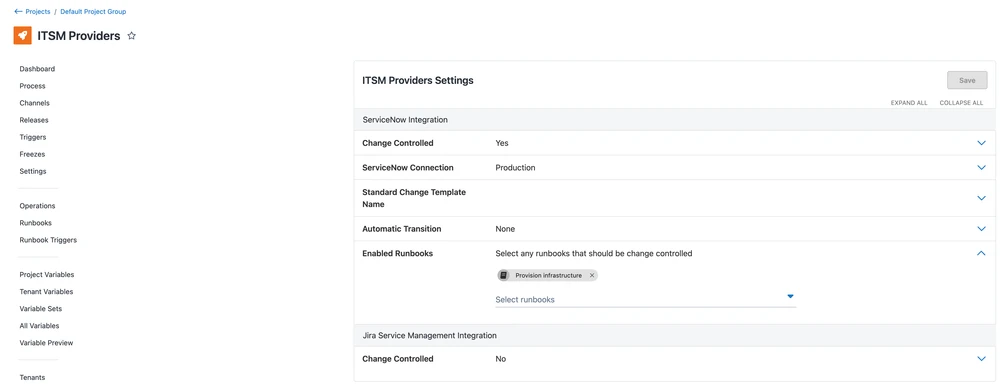 Projects / Default Project Group
ITSM Providers
Dashboard
Process
Channels
Releases
Triggers
Freezes
Settings
Operations
Runbooks
Runbook Triggers
Project Variables
Tenant Variables
Variable Sets
All Variables
Variable Preview
Tenants
ITSM Providers Settings
Save
EXPAND ALL COLLAPSE ALL
ServiceNow Integration
Change Controlled Yes
ServiceNow Connection Production
Standard Change Template
Name
Automatic Transition None
Enabled Runbooks Select any runbooks that should be change controlled
Provision infrastructure
Select runbooks
Jira Service Management Integration
Change Controlled No